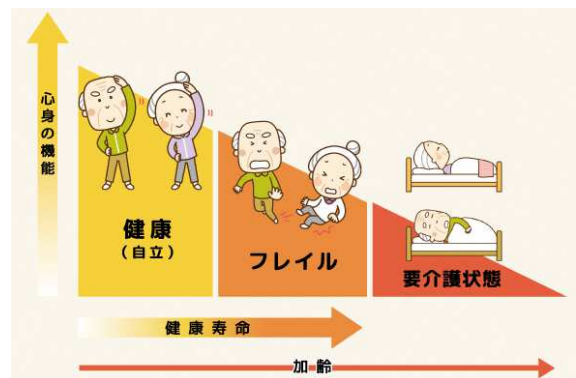 心身の機能
健康
（自立）
フレイル
要介護状態
健康寿命
加齢